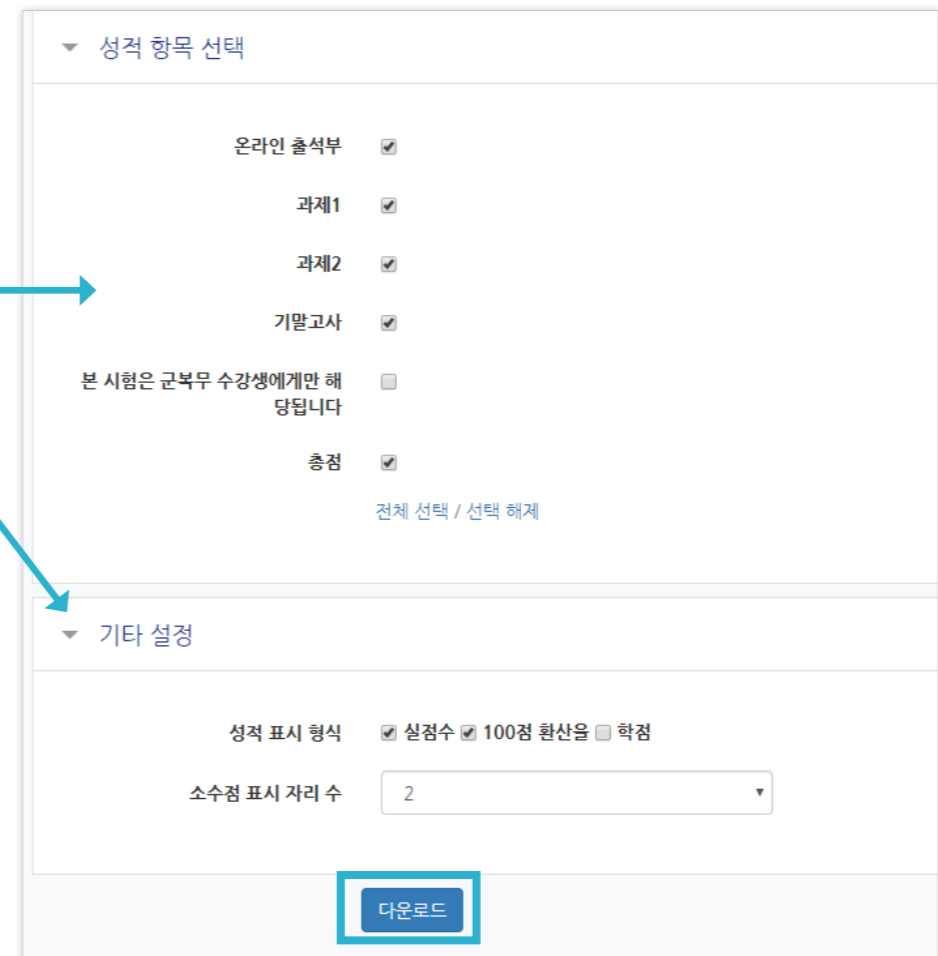 성적 항목 선택
온라인 출석부
과제1
과제2
기말고사
본 시험은 군복무 수강생에게만 해
당됩니다
총점
전체 선택 / 선택 해제
기타 설정
성적 표시 형식 실점수 100점 환산율 학점
소수점 표시 자리 수 2
다운로드